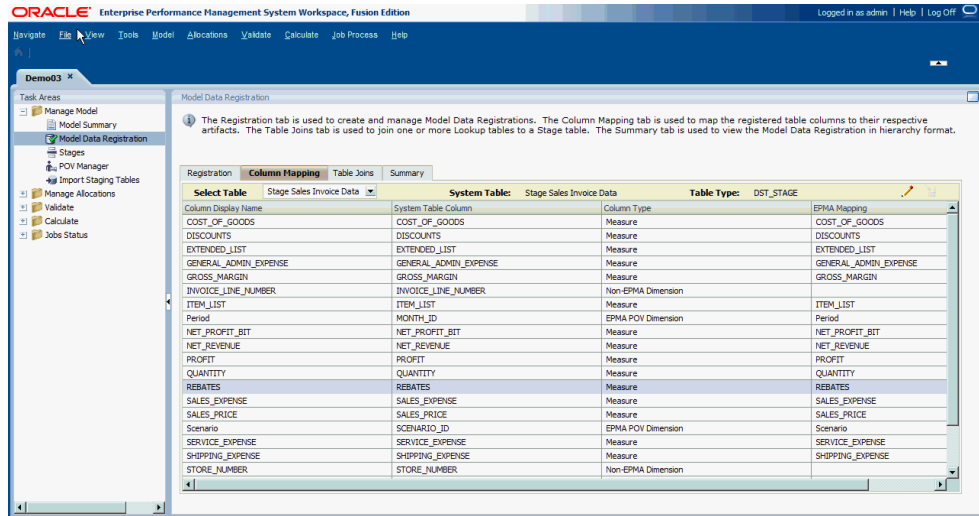 ORACLE® Enterprise Performance Management System Workspace, Fusion Edition
Logged in as admin | Help | Log Off
Navigate File View Tools Model Allocations Validate Calculate Job Process Help
Demo03 ×
Task Areas
Manage Model
Model Summary
Model Data Registration
Stages
POV Manager
Import Staging Tables
Manage Allocations
Validate
Calculate
Jobs Status
Model Data Registration
The Registration tab is used to create and manage Model Data Registrations. The Column Mapping tab is used to map the registered table columns to their respective
artifacts. The Table Joins tab is used to join one or more Lookup tables to a Stage table. The Summary tab is used to view the Model Data Registration in hierarchy format.
Registration Column Mapping Table Joins Summary
Select Table Stage Sales Invoice Data System Table: Stage Sales Invoice Data Table Type: DST_STAGE
Column Display Name System Table Column Column Type EPMA Mapping
COST_OF_GOODS COST_OF_GOODS Measure COST_OF_GOODS
DISCOUNTS DISCOUNTS Measure DISCOUNTS
EXTENDED_LIST EXTENDED_LIST Measure EXTENDED_LIST
GENERAL_ADMIN_EXPENSE GENERAL_ADMIN_EXPENSE Measure GENERAL_ADMIN_EXPENSE
GROSS_MARGIN GROSS_MARGIN Measure GROSS_MARGIN
INVOICE_LINE_NUMBER INVOICE_LINE_NUMBER Non-EPMA Dimension
ITEM_LIST ITEM_LIST Measure ITEM_LIST
Period MONTH_ID EPMA POV Dimension Period
NET_PROFIT_BIT NET_PROFIT_BIT Measure NET_PROFIT_BIT
NET_REVENUE NET_REVENUE Measure NET_REVENUE
PROFIT PROFIT Measure PROFIT
QUANTITY QUANTITY Measure QUANTITY
REBATES REBATES Measure REBATES
SALES_EXPENSE SALES_EXPENSE Measure SALES_EXPENSE
SALES_PRICE SALES_PRICE Measure SALES_PRICE
Scenario SCENARIO_ID EPMA POV Dimension Scenario
SERVICE_EXPENSE SERVICE_EXPENSE Measure SERVICE_EXPENSE
SHIPPING_EXPENSE SHIPPING_EXPENSE Measure SHIPPING_EXPENSE
STORE_NUMBER STORE_NUMBER Non-EPMA Dimension